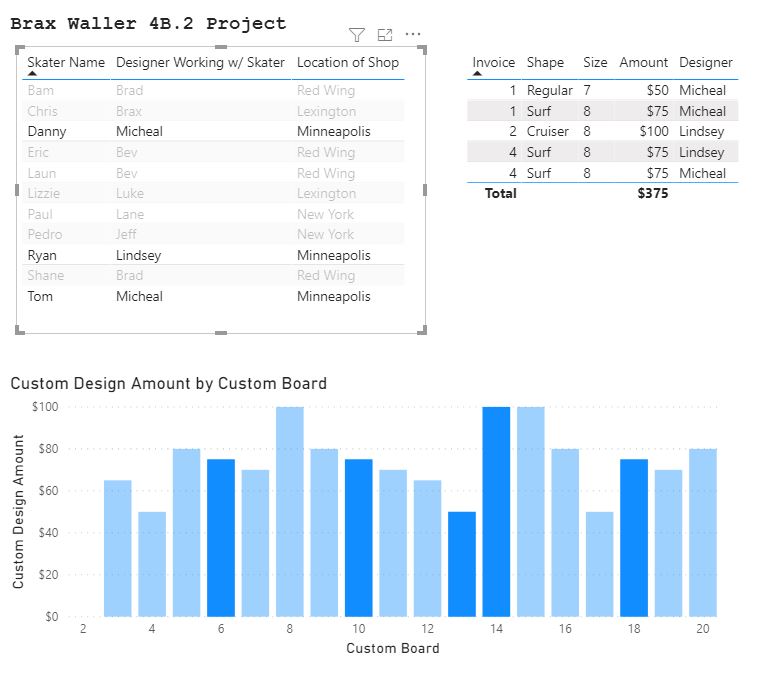 Brax Waller 4B.2 Project
Skater Name Designer Working w/ Skater Location of Shop
Bam Brad Red Wing
Chris Brax Lexington
Danny Micheal Minneapolis
Eric Bev Red Wing
Laun Bev Red Wing
Lizzie Luke Lexington
Paul Lane New York
Pedro Jeff New York
Ryan Lindsey Minneapolis
Shane Brad Red Wing
Tom Micheal Minneapolis
Invoice Shape Size Amount Designer
1 Regular 7 $50 Micheal
1 Surf 8 $75 Micheal
2 Cruiser 8 $100 Lindsey
4 Surf 8 $75 Lindsey
4 Surf 8 $75 Micheal
Total $375
Custom Design Amount by Custom Board
$100
$80
$60
$40
$20
$0
Custom Design Amount
2 4 6 8 10 12 14 16 18 20
Custom Board